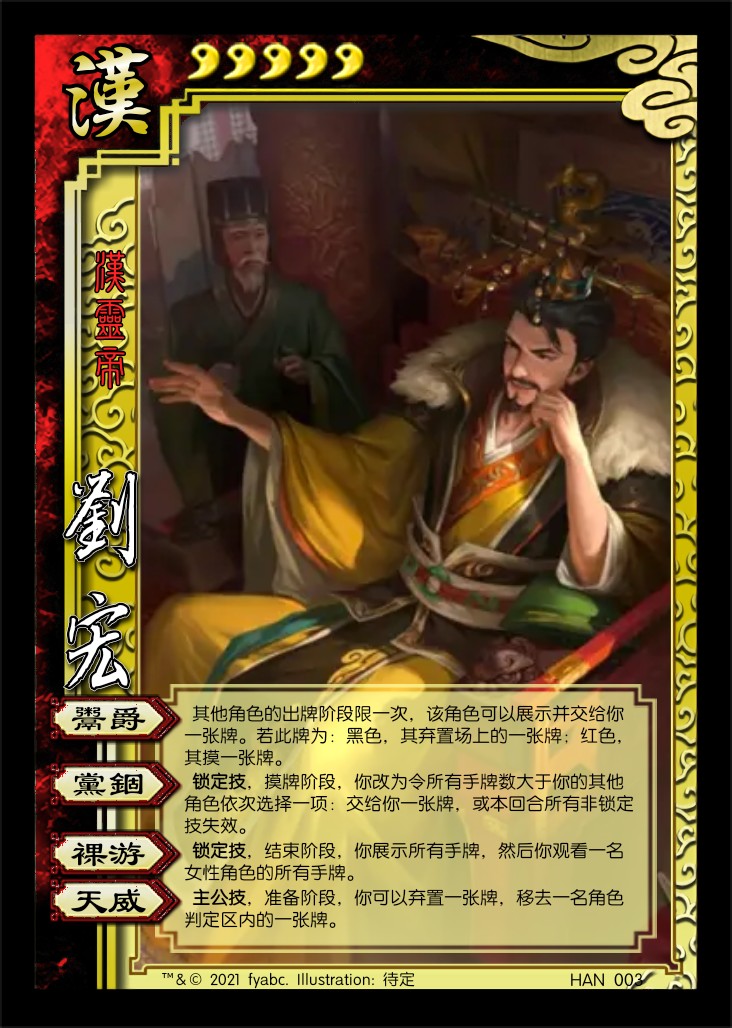 漢
漢靈帝
劉宏
鬻爵
其他角色的出牌阶段限一次，该角色可以展示并交给你
一张牌。若此牌为：黑色，其弃置场上的一张牌；红色，
其摸一张牌。
黨錮
锁定技，摸牌阶段，你改为令所有手牌数大于你的其他
角色依次选择一项：交给你一张牌，或本回合所有非锁定
技失效。
裸游
锁定技，结束阶段，你展示所有手牌，然后你观看一名
女性角色的所有手牌。
天威
主公技，准备阶段，你可以弃置一张牌，移去一名角色
判定区内的一张牌。
™&© 2021 fyabc. Illustration: 待定
HAN 003